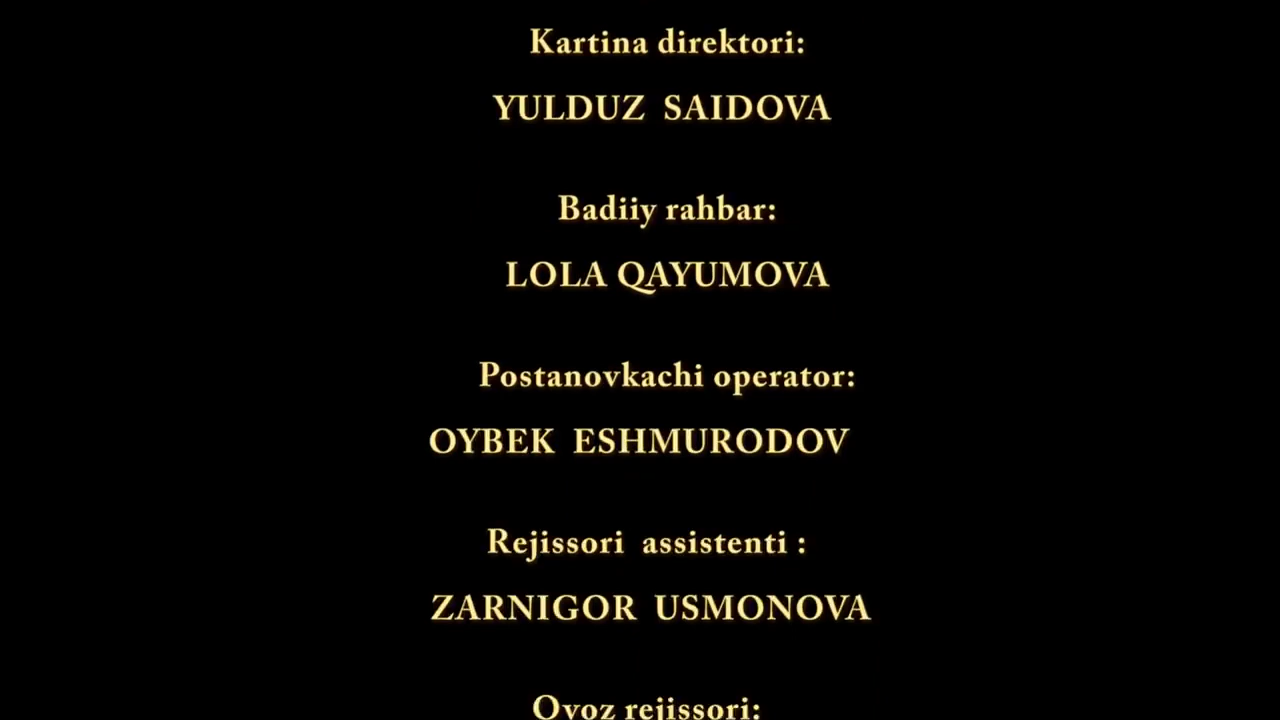 Kartina direktori:
YULDUZ SAIDOVA
Badiiy rahbar:
LOLA QAYUMOVA
Postanovkachi operator:
OYBEK ESHMURODOV
Rejissori assistenti :
ZARNIGOR USMONOVA
Ovoz rejissori: